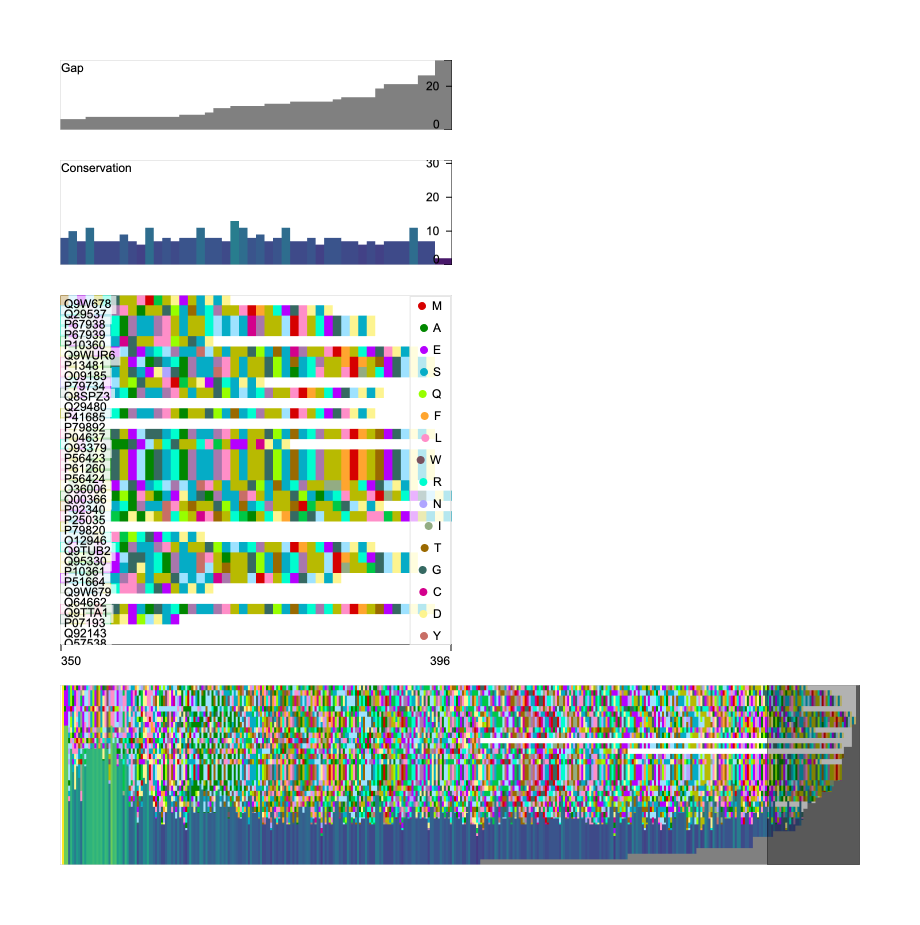 Gap
20
0
Conservation
30
20
10
0
Q9W678
Q29537
P67938
P67939
P10360
Q9WUR6
P13481
O09185
P79734
Q8SPZ3
Q29480
P41685
P79892
P04637
O93379
P56423
P61260
P56424
O36006
Q00366
P02340
P25035
P79820
O12946
Q9TUB2
Q95330
P10361
P51664
Q9W679
Q64662
Q9TTA1
P07193
Q92143
O57538
M
A
E
S
Q
F
L
W
R
N
I
T
G
C
D
Y
350
396